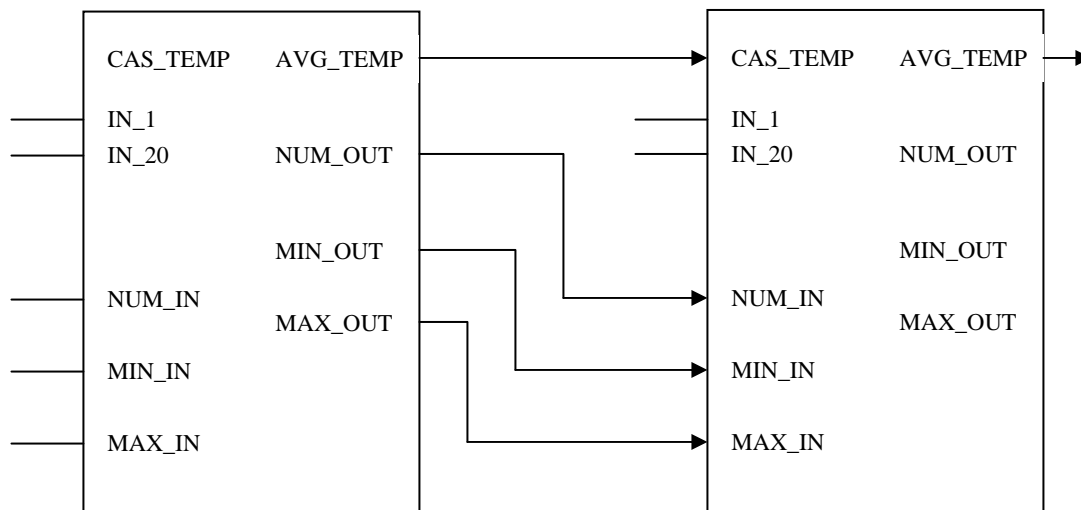 CAS_TEMP AVG_TEMP
IN_1
IN_20 NUM_OUT
MIN_OUT
NUM_IN
MAX_OUT
MIN_IN
MAX_IN
CAS_TEMP AVG_TEMP
IN_1
IN_20 NUM_OUT
MIN_OUT
NUM_IN
MAX_OUT
MIN_IN
MAX_IN